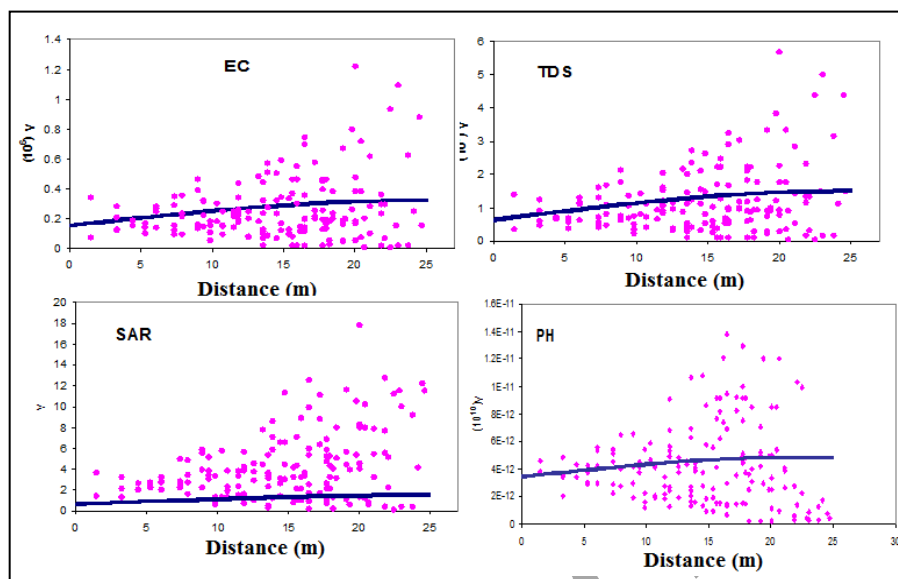 EC
(10⁶) γ
1.4
1.2
1
0.8
0.6
0.4
0.2
0
0 5 10 15 20 25
Distance (m)
TDS
γ
6
5
4
3
2
1
0
0 5 10 15 20 25
Distance (m)
SAR
γ
20
18
16
14
12
10
8
6
4
2
0
0 5 10 15 20 25
Distance (m)
PH
(10¹⁰)γ
1.6E-11
1.4E-11
1.2E-11
1E-11
8E-12
6E-12
4E-12
2E-12
0
0 5 10 15 20 25 30
Distance (m)